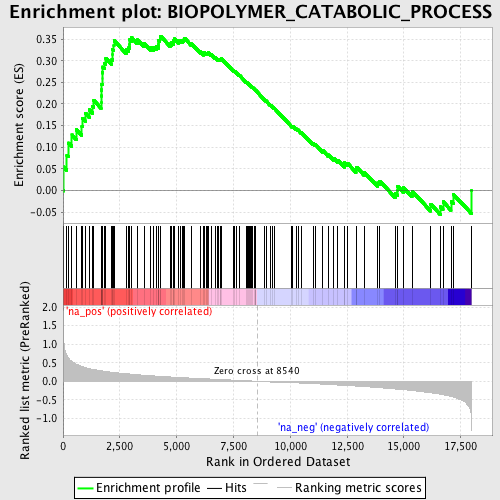 Enrichment plot: BIOPOLYMER_CATABOLIC_PROCESS
Enrichment score (ES)
0.35
0.30
0.25
0.20
0.15
0.10
0.05
0.00
-0.05
'na_pos' (positively correlated)
Ranked list metric (PreRanked)
2.0
1.5
1.0
0.5
0.0
-0.5
-1.0
Zero cross at 8540
'na_neg' (negatively correlated)
0
2,500
5,000
7,500
10,000
12,500
15,000
17,500
Rank in Ordered Dataset
Enrichment profile
Hits
Ranking metric scores